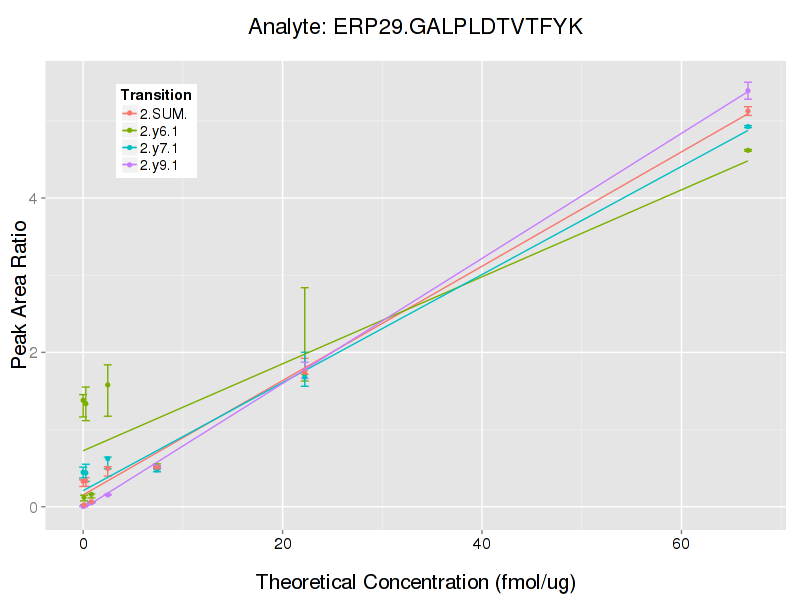 Analyte: ERP29.GALPLDTVTFYK
Transition
2.SUM.
2.y6.1
2.y7.1
2.y9.1
4
2
0
Peak Area Ratio
0 20 40 60
Theoretical Concentration (fmol/ug)